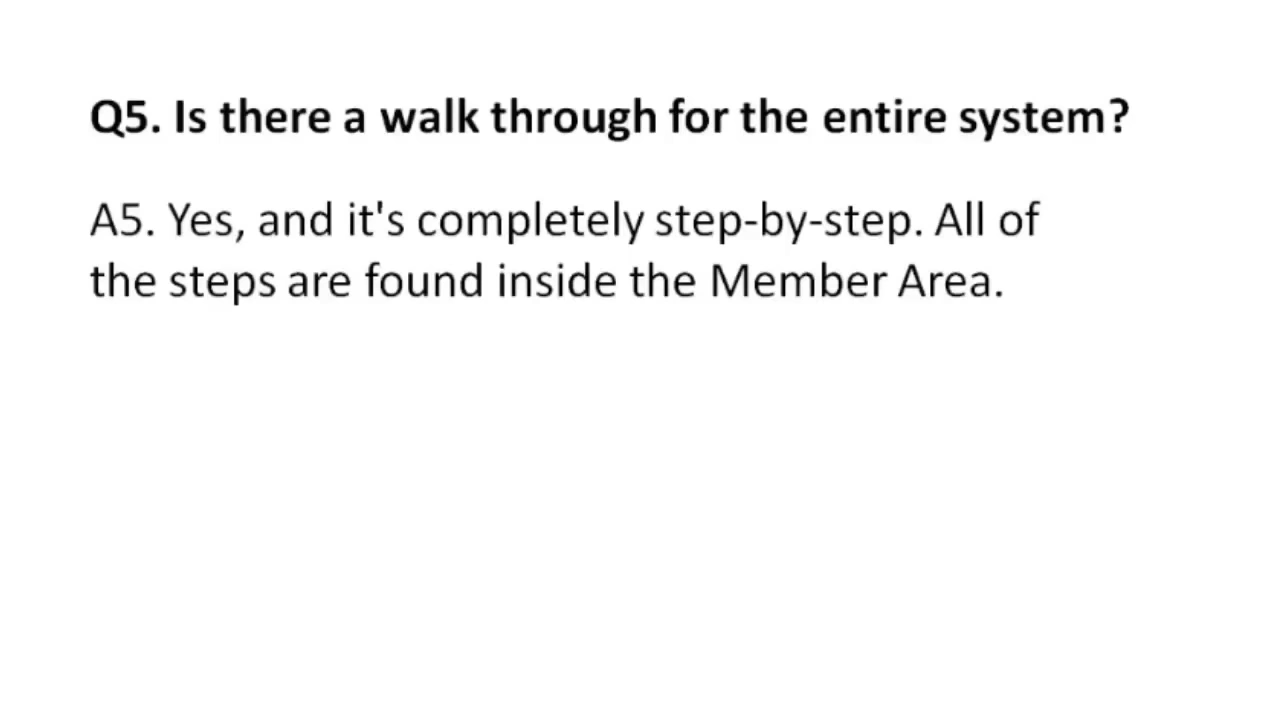 Q5. Is there a walk through for the entire system?
A5. Yes, and it's completely step-by-step. All of
the steps are found inside the Member Area.